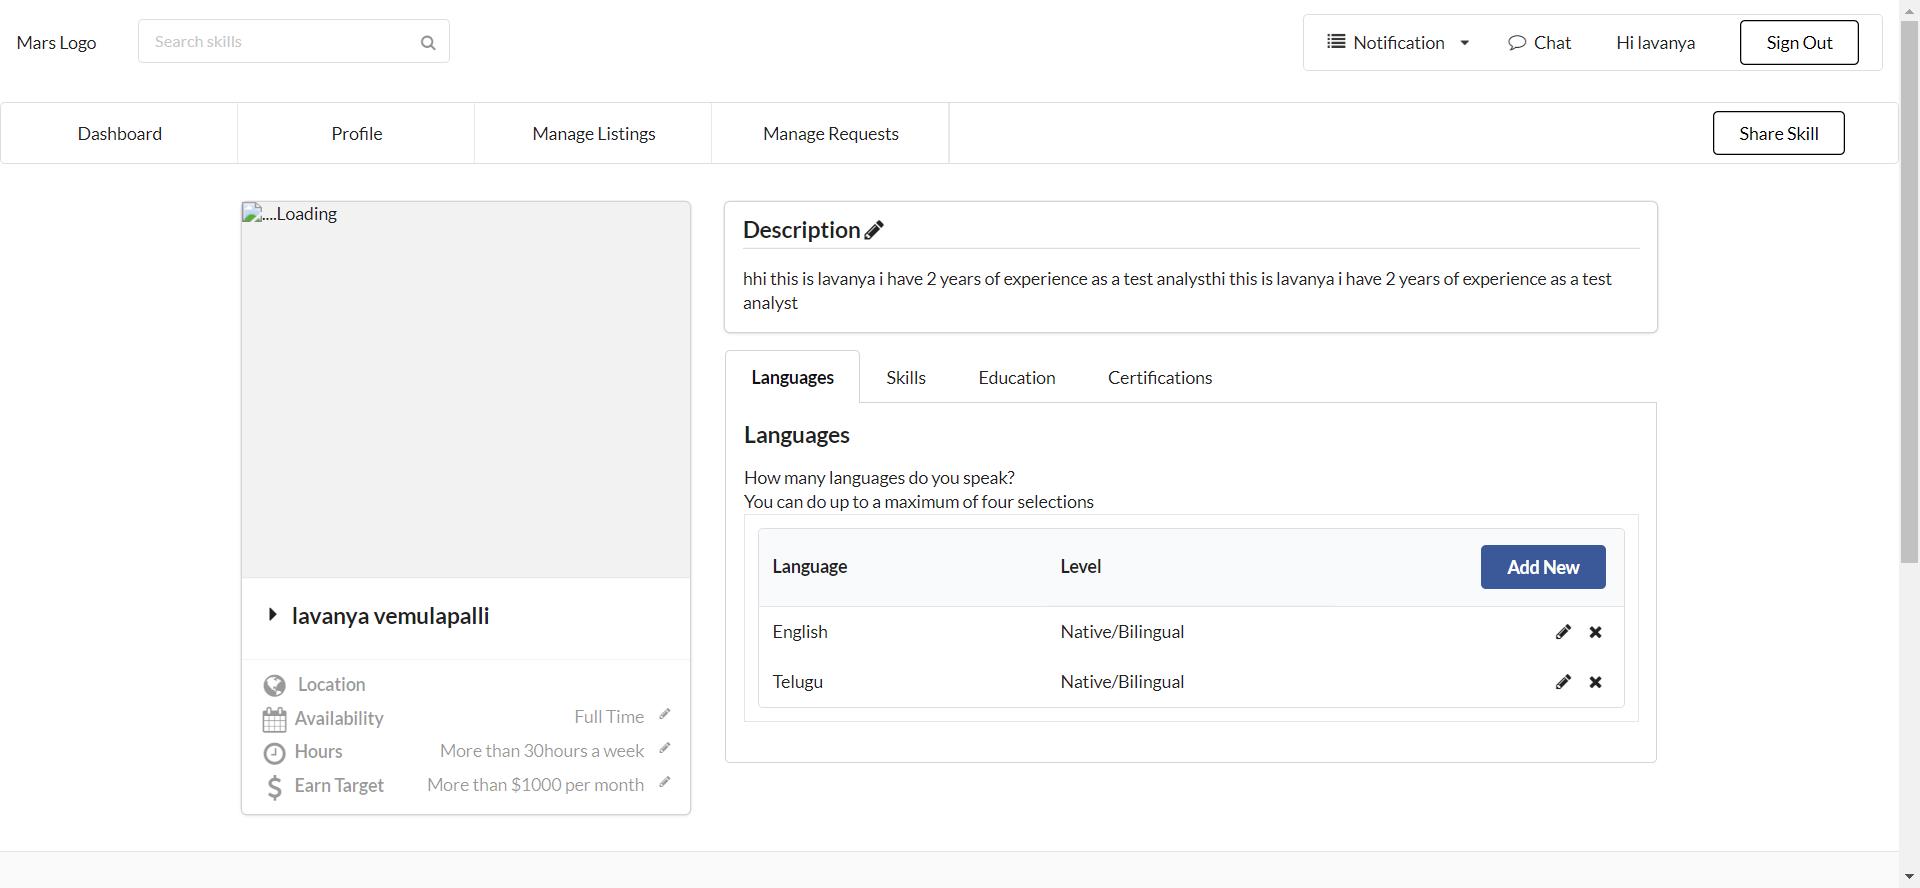 Mars Logo
Search skills
Notification
Chat
Hi lavanya
Sign Out
Dashboard
Profile
Manage Listings
Manage Requests
Share Skill
....Loading
lavanya vemulapalli
Location
Availability
Full Time
Hours
More than 30hours a week
Earn Target
More than $1000 per month
Description
hhi this is lavanya i have 2 years of experience as a test analysthi this is lavanya i have 2 years of experience as a test
analyst
Languages
Skills
Education
Certifications
Languages
How many languages do you speak?
You can do up to a maximum of four selections
Language
Level
Add New
English
Native/Bilingual
Telugu
Native/Bilingual